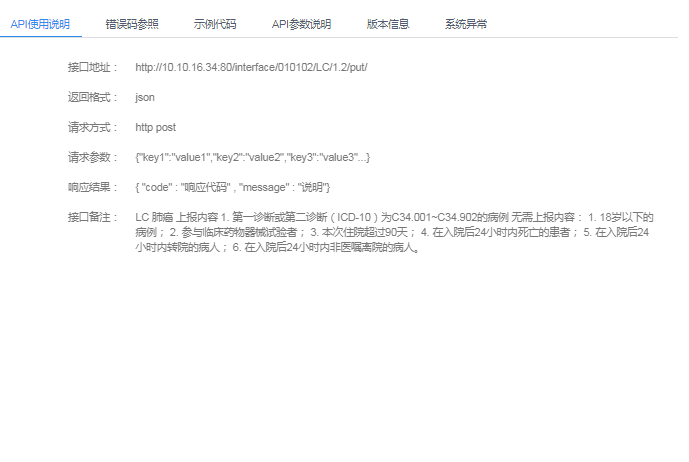 API使用说明 错误码参照 示例代码 API参数说明 版本信息 系统异常
接口地址： http://10.10.16.34:80/interface/010102/LC/1.2/put/
返回格式： json
请求方式： http post
请求参数： {"key1":"value1","key2":"value2","key3":"value3"...}
响应结果： { "code" : "响应代码" , "message" : "说明"}
接口备注： LC 肺癌 上报内容 1. 第一诊断或第二诊断（ICD-10）为C34.001~C34.902的病例 无需上报内容： 1. 18岁以下的
病例； 2. 参与临床药物器械试验者； 3. 本次住院超过90天； 4. 在入院后24小时内死亡的患者； 5. 在入院后24
小时内转院的病人； 6. 在入院后24小时内非医嘱离院的病人。